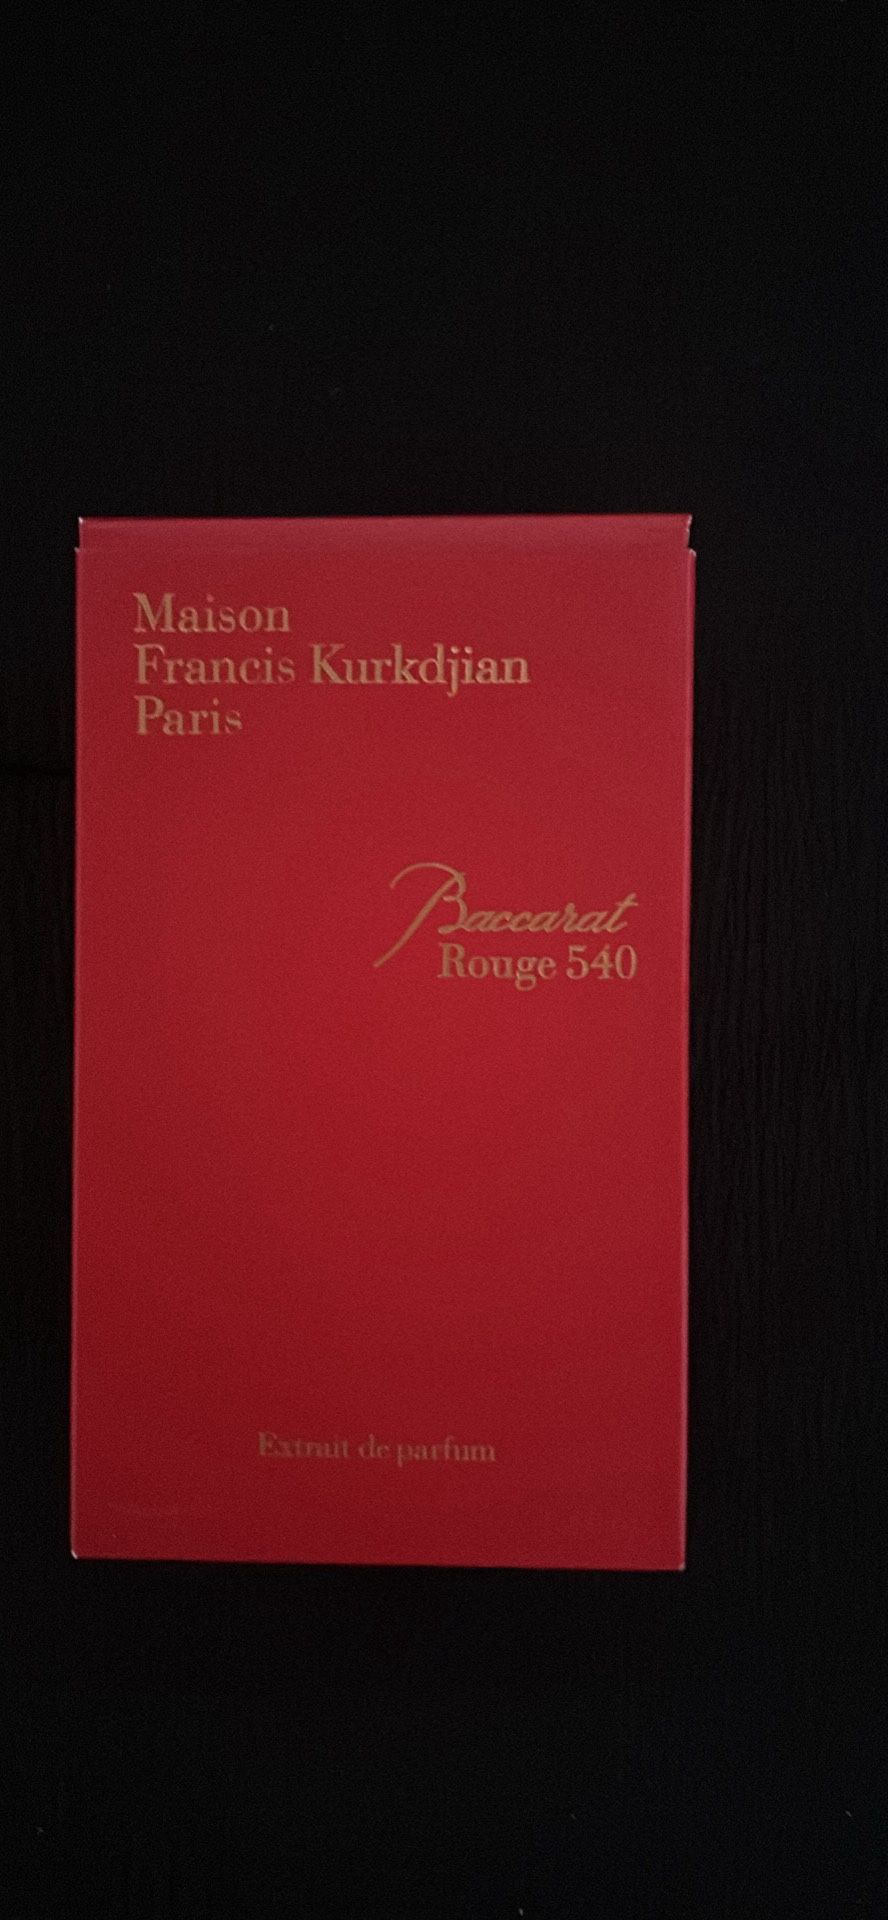 Maison
Francis Kurkdjian
Paris
Baccarat
Rouge 540
Extrait de parfum